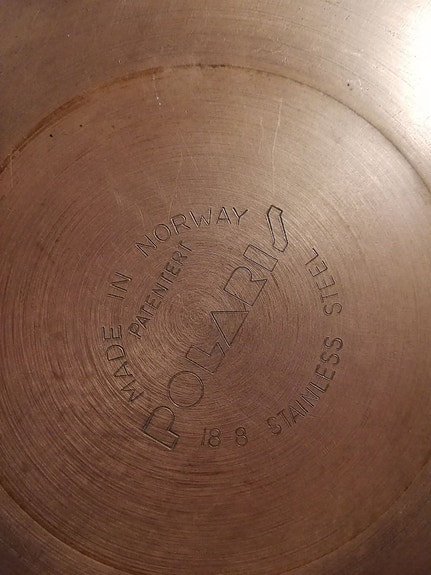 MADE IN NORWAY
PATENTERT
POLARIS
18-8 STAINLESS STEEL